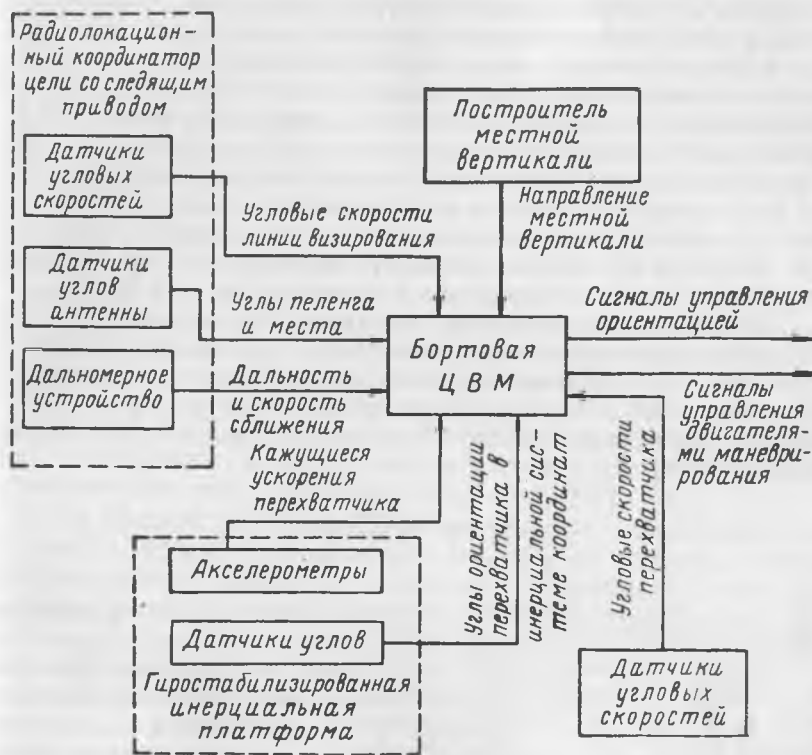 Радиолокацион-
ный координатор
цели со следящим
приводом
Датчики
угловых
скоростей
Датчики
углов
антенны
Дальномерное
устройство
Угловые скорости
линии визирования
Углы пеленга
и места
Дальность
и скорость
сближения
Кажущиеся
ускорения
перехватчика
Построитель
местной
вертикали
Направление
местной
вертикали
Бортовая
ЦВМ
Сигналы управления
ориентацией
Сигналы
управления
двигателя-
ми маневри-
рования
Акселерометры
Датчики углов
Гиростабилизированная
инерциальная
платформа
Углы ориентации
перехватчика в
инерциальной сис-
теме координат
Угловые скорости
перехватчика
Датчики
угловых
скоростей